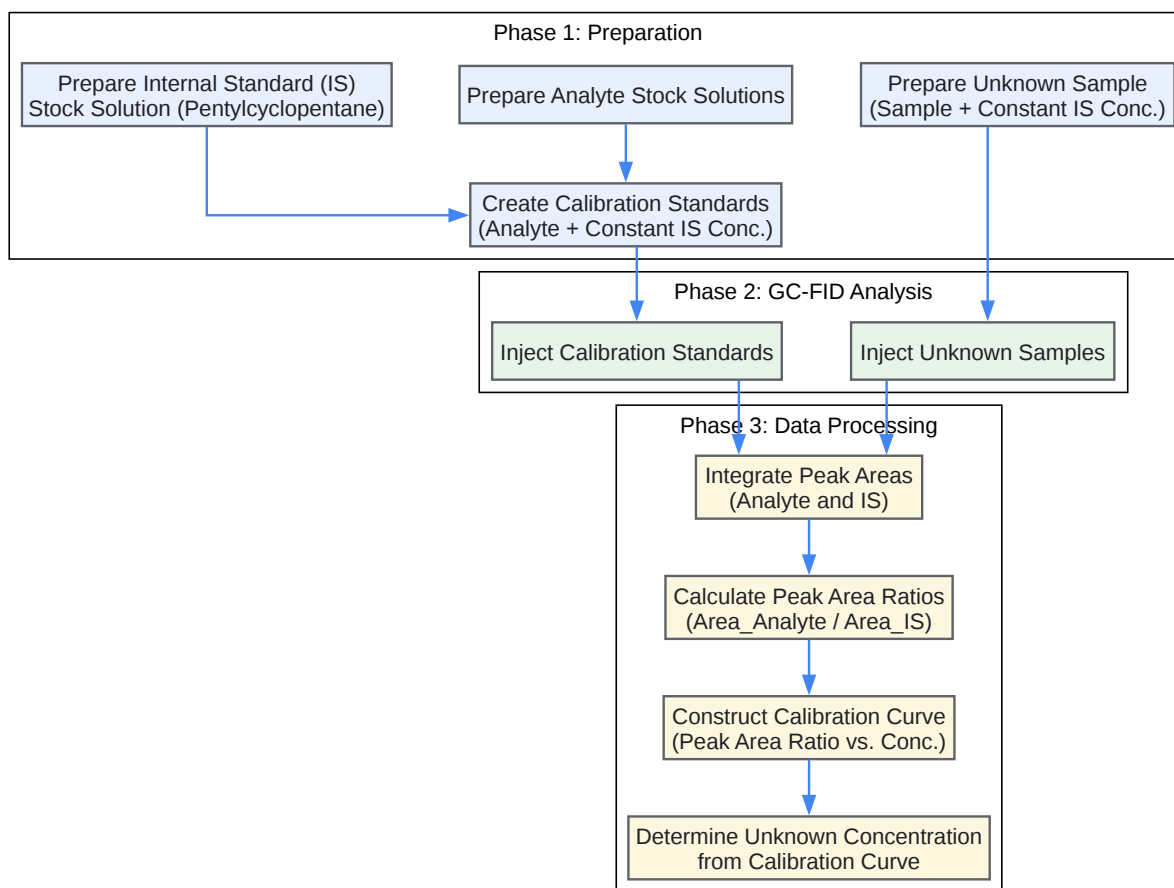 Phase 1: Preparation
Prepare Internal Standard (IS)
Stock Solution (Pentylcyclopentane)
Prepare Analyte Stock Solutions
Prepare Unknown Sample
(Sample + Constant IS Conc.)
Create Calibration Standards
(Analyte + Constant IS Conc.)
Phase 2: GC-FID Analysis
Inject Calibration Standards
Inject Unknown Samples
Phase 3: Data Processing
Integrate Peak Areas
(Analyte and IS)
Calculate Peak Area Ratios
(Area_Analyte / Area_IS)
Construct Calibration Curve
(Peak Area Ratio vs. Conc.)
Determine Unknown Concentration
from Calibration Curve